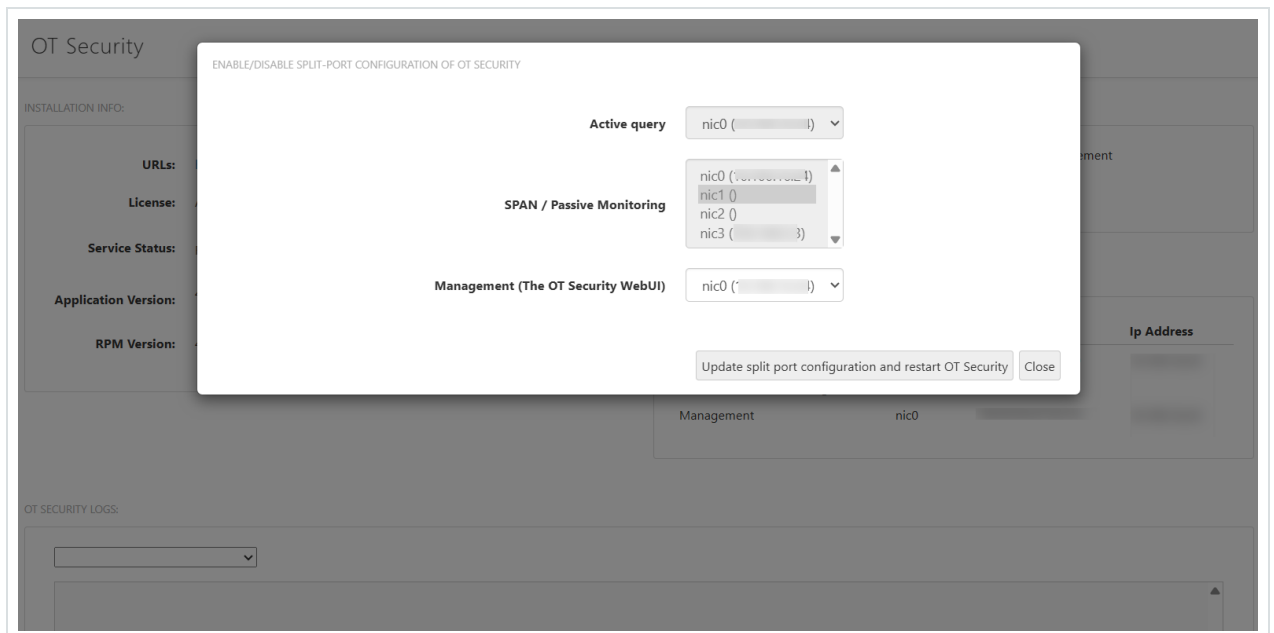 OT Security
ENABLE/DISABLE SPLIT-PORT CONFIGURATION OF OT SECURITY
Active query nic0 (
SPAN / Passive Monitoring
nic0 (
nic1 ()
nic2 ()
nic3 (
Management (The OT Security WebUI) nic0 (
Update split port configuration and restart OT Security Close
INSTALLATION INFO:
URLs:
License:
Service Status:
Application Version:
RPM Version:
Ip Address
Management nic0
OT SECURITY LOGS: